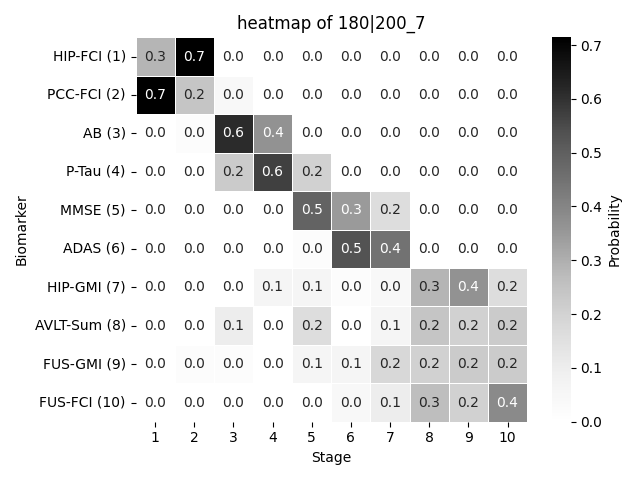 heatmap of 180|200_7
HIP-FCI (1) 0.3 0.7 0.0 0.0 0.0 0.0 0.0 0.0 0.0 0.0
PCC-FCI (2) 0.7 0.2 0.0 0.0 0.0 0.0 0.0 0.0 0.0 0.0
AB (3) 0.0 0.0 0.6 0.4 0.0 0.0 0.0 0.0 0.0 0.0
P-Tau (4) 0.0 0.0 0.2 0.6 0.2 0.0 0.0 0.0 0.0 0.0
MMSE (5) 0.0 0.0 0.0 0.0 0.5 0.3 0.2 0.0 0.0 0.0
ADAS (6) 0.0 0.0 0.0 0.0 0.0 0.5 0.4 0.0 0.0 0.0
HIP-GMI (7) 0.0 0.0 0.0 0.1 0.1 0.0 0.0 0.3 0.4 0.2
AVLT-Sum (8) 0.0 0.0 0.1 0.0 0.2 0.0 0.1 0.2 0.2 0.2
FUS-GMI (9) 0.0 0.0 0.0 0.0 0.1 0.1 0.2 0.2 0.2 0.2
FUS-FCI (10) 0.0 0.0 0.0 0.0 0.0 0.0 0.1 0.3 0.2 0.4
1 2 3 4 5 6 7 8 9 10
Stage
Biomarker
0.7
0.6
0.5
0.4
0.3
0.2
0.1
0.0
Probability